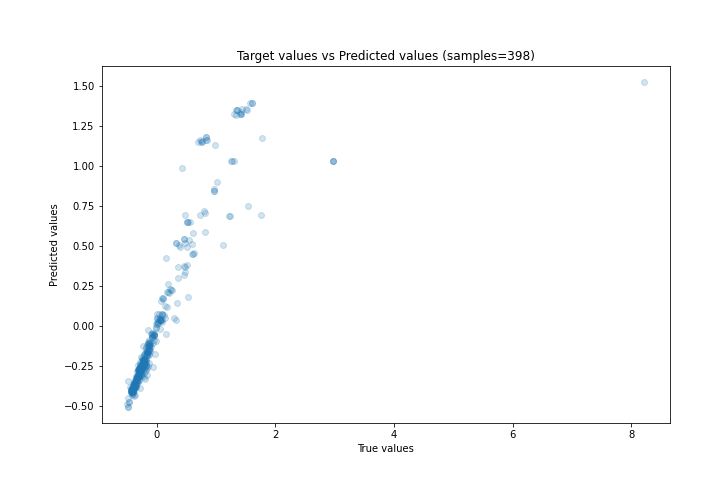 Target values vs Predicted values (samples=398)
1.50
1.25
1.00
0.75
0.50
0.25
0.00
−0.25
−0.50
Predicted values
0 2 4 6 8
True values